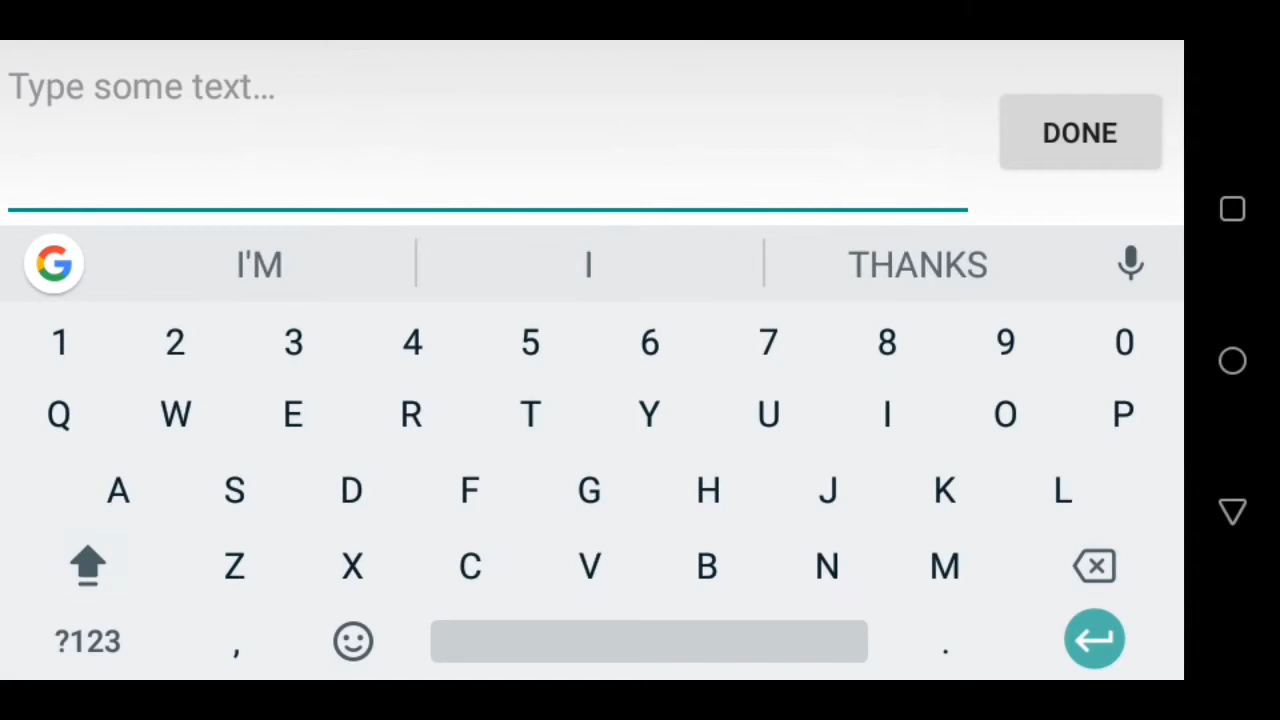 Type some text...
DONE
I'M I THANKS
1 2 3 4 5 6 7 8 9 0
Q W E R T Y U I O P
A S D F G H J K L
Z X C V B N M
?123 , .